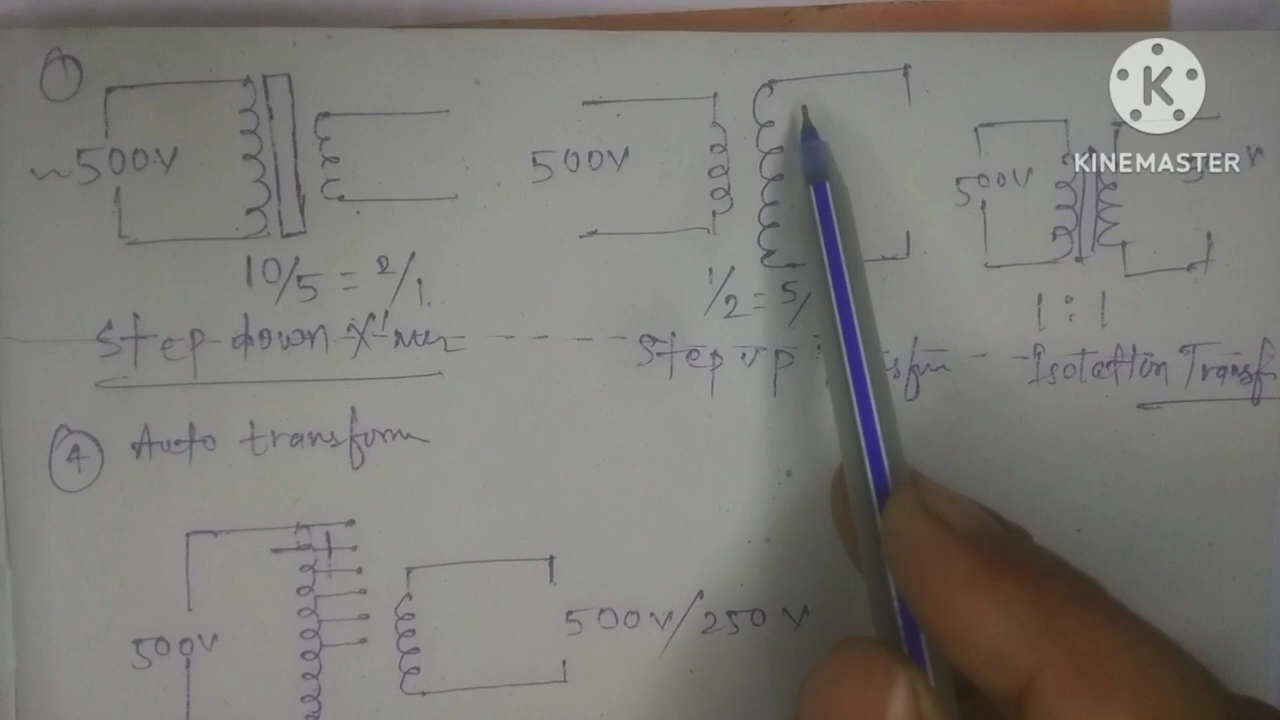 1
~500V
500V
500V
10/5 = 2/1
1/2 = 5/
1 : 1
Step down X'mer
Step up
Isolation Transf
4 Auto transform
500V
500V/250V
K
KINEMASTER